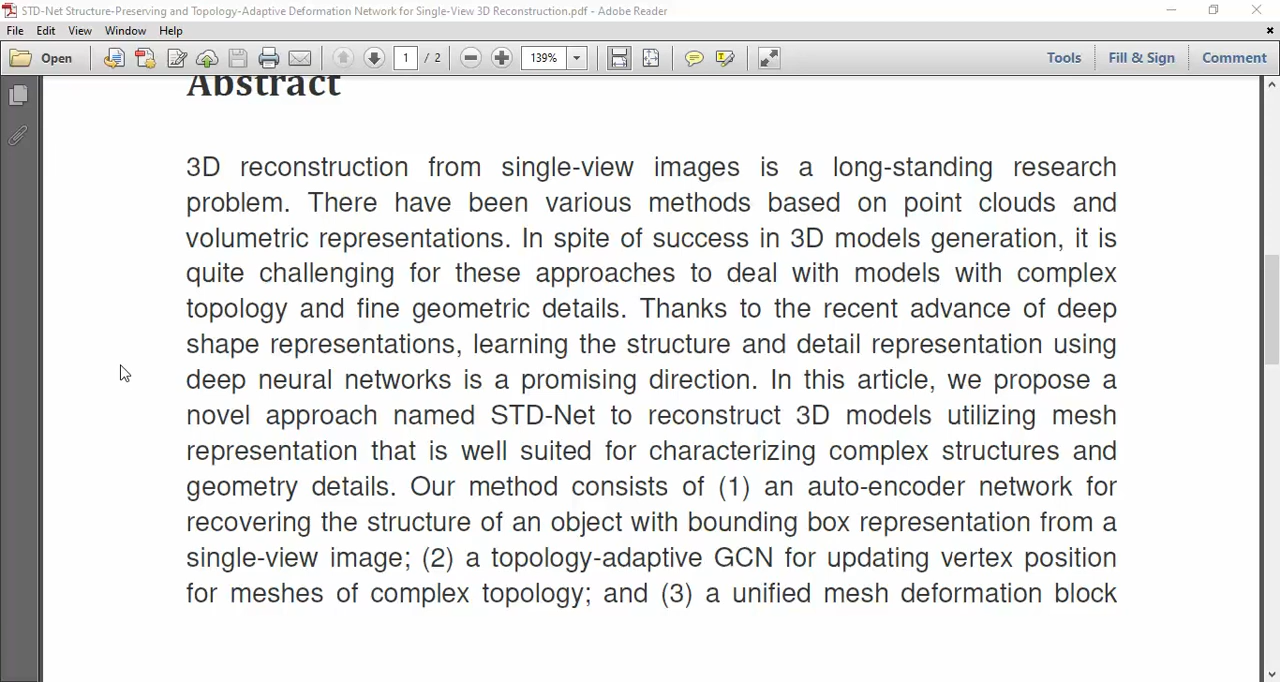 STD-Net Structure-Preserving and Topology-Adaptive Deformation Network for Single-View 3D Reconstruction.pdf - Adobe Reader
File Edit View Window Help
Open 1 / 2 139% Tools Fill & Sign Comment
Abstract
3D reconstruction from single-view images is a long-standing research
problem. There have been various methods based on point clouds and
volumetric representations. In spite of success in 3D models generation, it is
quite challenging for these approaches to deal with models with complex
topology and fine geometric details. Thanks to the recent advance of deep
shape representations, learning the structure and detail representation using
deep neural networks is a promising direction. In this article, we propose a
novel approach named STD-Net to reconstruct 3D models utilizing mesh
representation that is well suited for characterizing complex structures and
geometry details. Our method consists of (1) an auto-encoder network for
recovering the structure of an object with bounding box representation from a
single-view image; (2) a topology-adaptive GCN for updating vertex position
for meshes of complex topology; and (3) a unified mesh deformation block